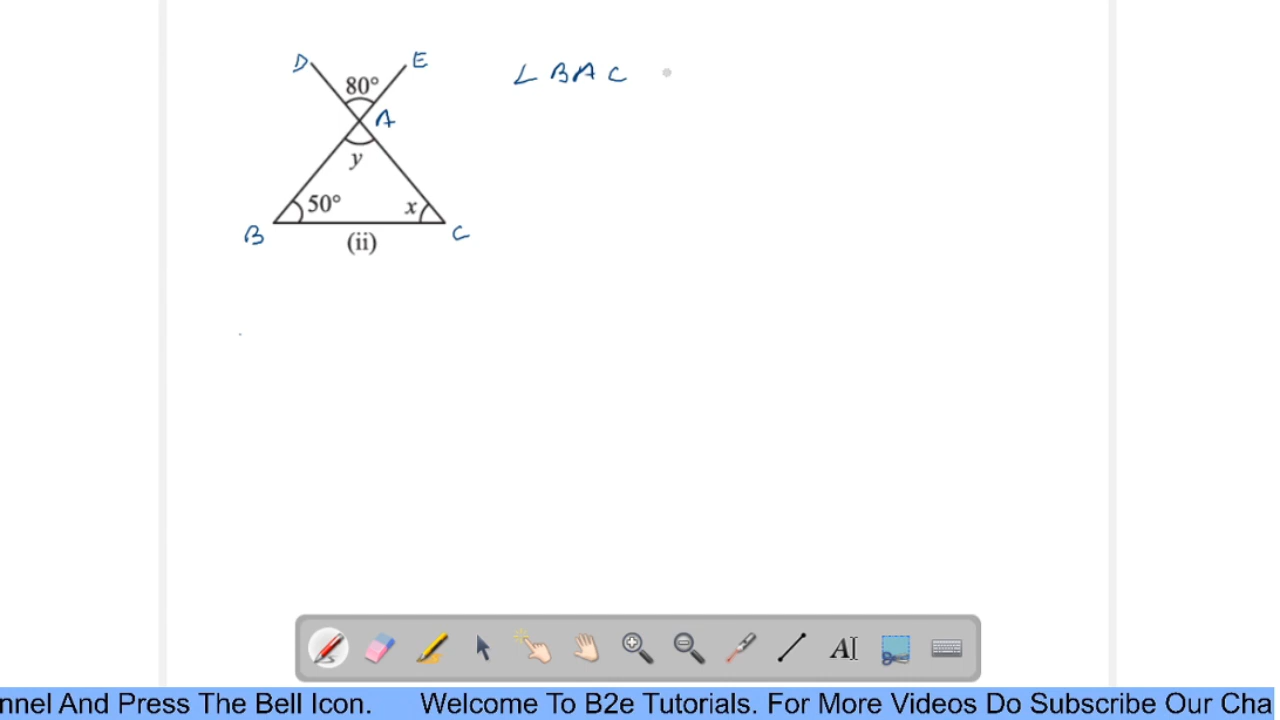 D E ∠BAC
80°
A
y
50° x
B C
(ii)
AI
nnel And Press The Bell Icon. Welcome To B2e Tutorials. For More Videos Do Subscribe Our Cha